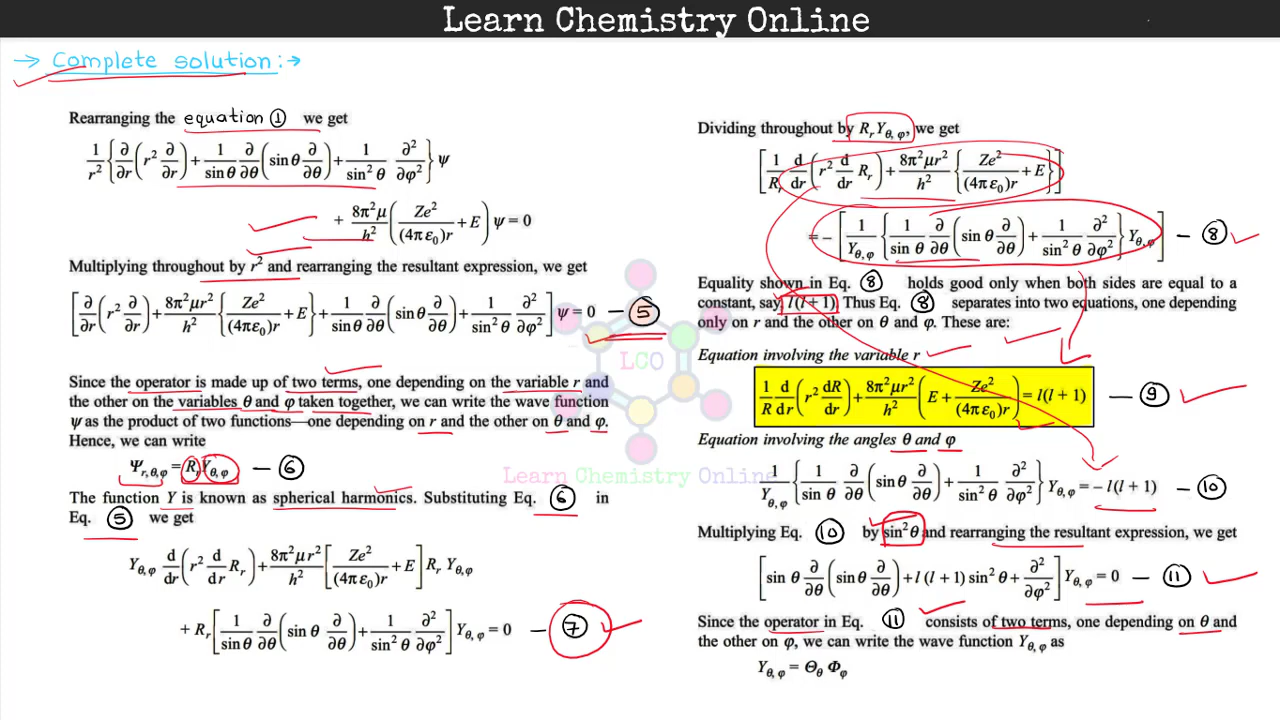 Learn Chemistry Online
→ Complete solution:→
Rearranging the equation ① we get
1/r² {∂/∂r (r² ∂/∂r) + 1/sinθ ∂/∂θ (sinθ ∂/∂θ) + 1/sin² θ ∂²/∂φ²} ψ
+ 8π²μ/h² (Ze²/(4πε₀)r + E) ψ = 0
Multiplying throughout by r² and rearranging the resultant expression, we get
[∂/∂r (r² ∂/∂r) + 8π²μr²/h² {Ze²/(4πε₀)r + E} + 1/sinθ ∂/∂θ (sinθ ∂/∂θ) + 1/sin² θ ∂²/∂φ²] ψ = 0 – ⑤
Since the operator is made up of two terms, one depending on the variable r and
the other on the variables θ and φ taken together, we can write the wave function
ψ as the product of two functions—one depending on r and the other on θ and φ.
Hence, we can write
Ψr,θ,φ = Rr Yθ,φ – ⑥
The function Y is known as spherical harmonics. Substituting Eq. ⑥ in
Eq. ⑤ we get
Yθ,φ d/dr (r² d/dr Rr) + 8π²μr²/h² [Ze²/(4πε₀)r + E] Rr Yθ,φ
+ Rr [1/sinθ ∂/∂θ (sin θ ∂/∂θ) + 1/sin² θ ∂²/∂φ²] Yθ,φ = 0 – ⑦
Dividing throughout by Rr Yθ,φ, we get
[1/Rr d/dr (r² d/dr Rr) + 8π²μr²/h² {Ze²/(4πε₀)r + E}]
= – [1/Yθ,φ {1/sin θ ∂/∂θ (sin θ ∂/∂θ) + 1/sin² θ ∂²/∂φ²} Yθ,φ] – ⑧
Equality shown in Eq. ⑧ holds good only when both sides are equal to a
constant, say l(l + 1). Thus Eq. ⑧ separates into two equations, one depending
only on r and the other on θ and φ. These are:
Equation involving the variable r
1/R d/dr (r² dR/dr) + 8π²μr²/h² (E + Ze²/(4πε₀)r) = l(l + 1) – ⑨
Equation involving the angles θ and φ
1/Yθ,φ {1/sin θ ∂/∂θ (sinθ ∂/∂θ) + 1/sin² θ ∂²/∂φ²} Yθ,φ = – l(l + 1) – ⑩
Multiplying Eq. ⑩ by sin²θ and rearranging the resultant expression, we get
[sin θ ∂/∂θ (sinθ ∂/∂θ) + l (l + 1) sin² θ + ∂²/∂φ²] Yθ,φ = 0 – ⑪
Since the operator in Eq. ⑪ consists of two terms, one depending on θ and
the other on φ, we can write the wave function Yθ,φ as
Yθ,φ = Θθ Φφ
LCO
Learn Chemistry Online